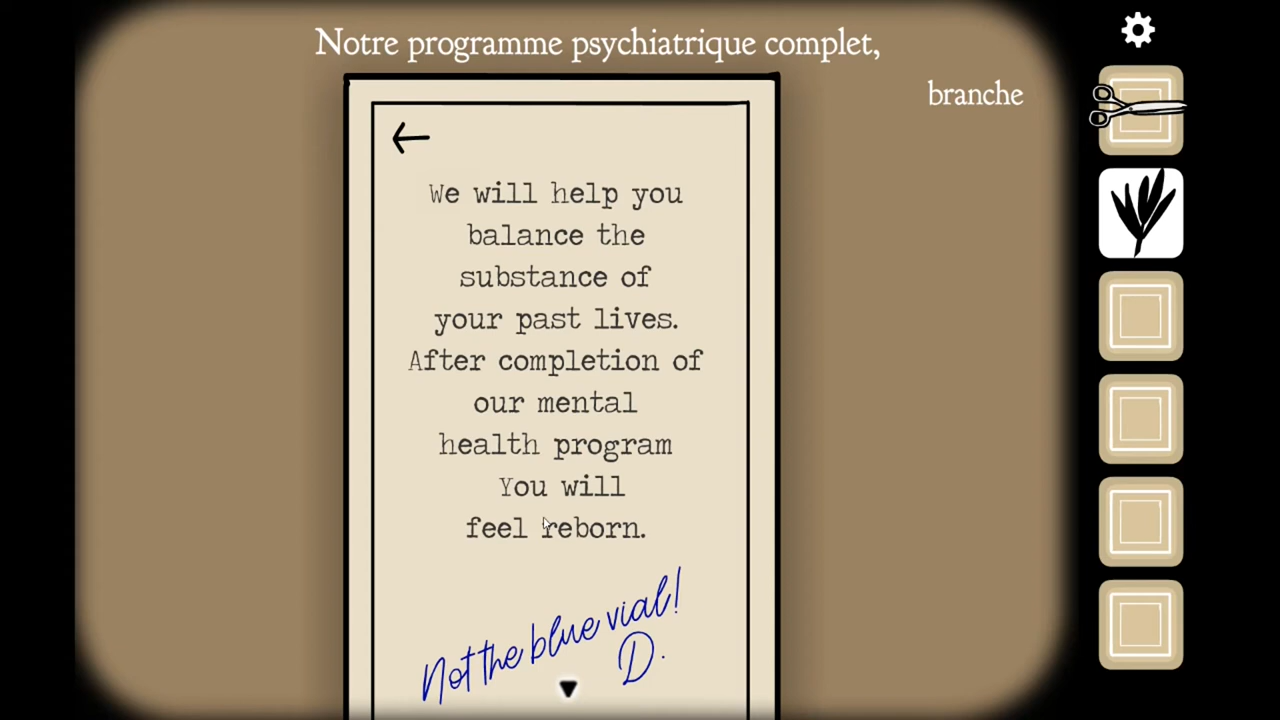 Notre programme psychiatrique complet,
branche
We will help you
balance the
substance of
your past lives.
After completion of
our mental
health program
You will
feel reborn.
Not the blue vial!
D.